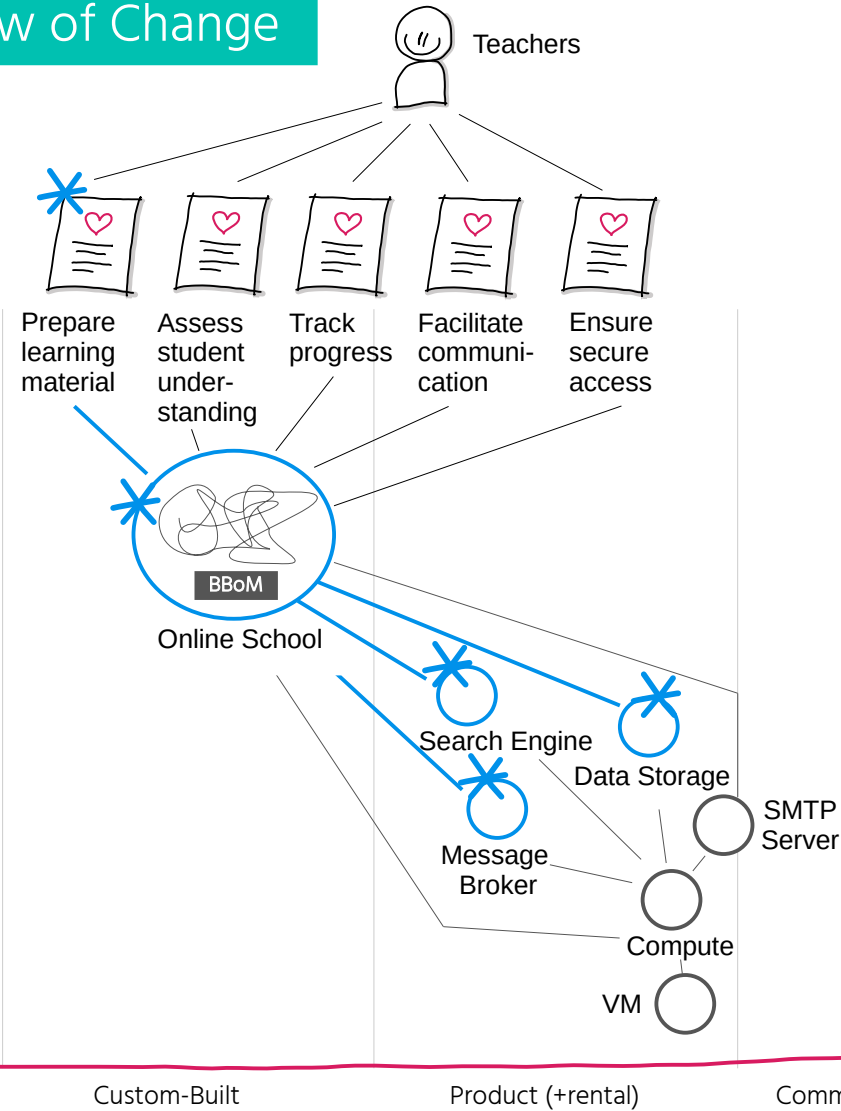 w of Change
Teachers
Prepare
learning
material
Assess
student
under-
standing
Track
progress
Facilitate
communi-
cation
Ensure
secure
access
BBoM
Online School
Search Engine
Data Storage
SMTP
Server
Message
Broker
Compute
VM
Custom-Built
Product (+rental)
Comm